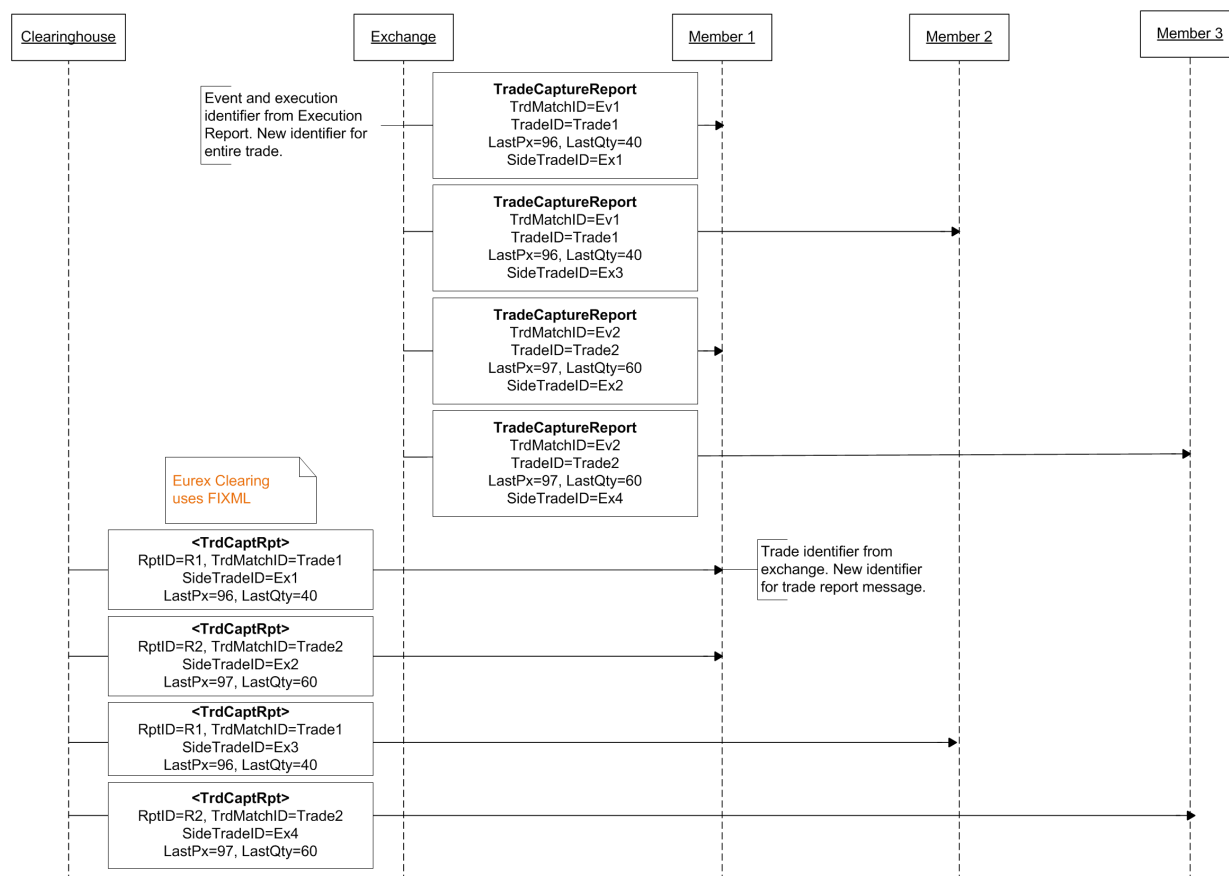 Clearinghouse
Exchange
Member 1
Member 2
Member 3
Event and execution
identifier from Execution
Report. New identifier for
entire trade.
TradeCaptureReport
TrdMatchID=Ev1
TradeID=Trade1
LastPx=96, LastQty=40
SideTradeID=Ex1
TradeCaptureReport
TrdMatchID=Ev1
TradeID=Trade1
LastPx=96, LastQty=40
SideTradeID=Ex3
TradeCaptureReport
TrdMatchID=Ev2
TradeID=Trade2
LastPx=97, LastQty=60
SideTradeID=Ex2
TradeCaptureReport
TrdMatchID=Ev2
TradeID=Trade2
LastPx=97, LastQty=60
SideTradeID=Ex4
Eurex Clearing
uses FIXML
<TrdCaptRpt>
RptID=R1, TrdMatchID=Trade1
SideTradeID=Ex1
LastPx=96, LastQty=40
Trade identifier from
exchange. New identifier
for trade report message.
<TrdCaptRpt>
RptID=R2, TrdMatchID=Trade2
SideTradeID=Ex2
LastPx=97, LastQty=60
<TrdCaptRpt>
RptID=R1, TrdMatchID=Trade1
SideTradeID=Ex3
LastPx=96, LastQty=40
<TrdCaptRpt>
RptID=R2, TrdMatchID=Trade2
SideTradeID=Ex4
LastPx=97, LastQty=60